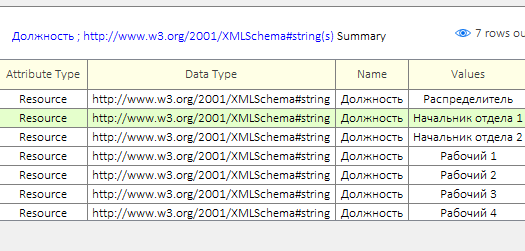 Должность ; http://www.w3.org/2001/XMLSchema#string(s) Summary 7 rows ou
Attribute Type Data Type Name Values
Resource http://www.w3.org/2001/XMLSchema#string Должность Распределитель
Resource http://www.w3.org/2001/XMLSchema#string Должность Начальник отдела 1
Resource http://www.w3.org/2001/XMLSchema#string Должность Начальник отдела 2
Resource http://www.w3.org/2001/XMLSchema#string Должность Рабочий 1
Resource http://www.w3.org/2001/XMLSchema#string Должность Рабочий 2
Resource http://www.w3.org/2001/XMLSchema#string Должность Рабочий 3
Resource http://www.w3.org/2001/XMLSchema#string Должность Рабочий 4